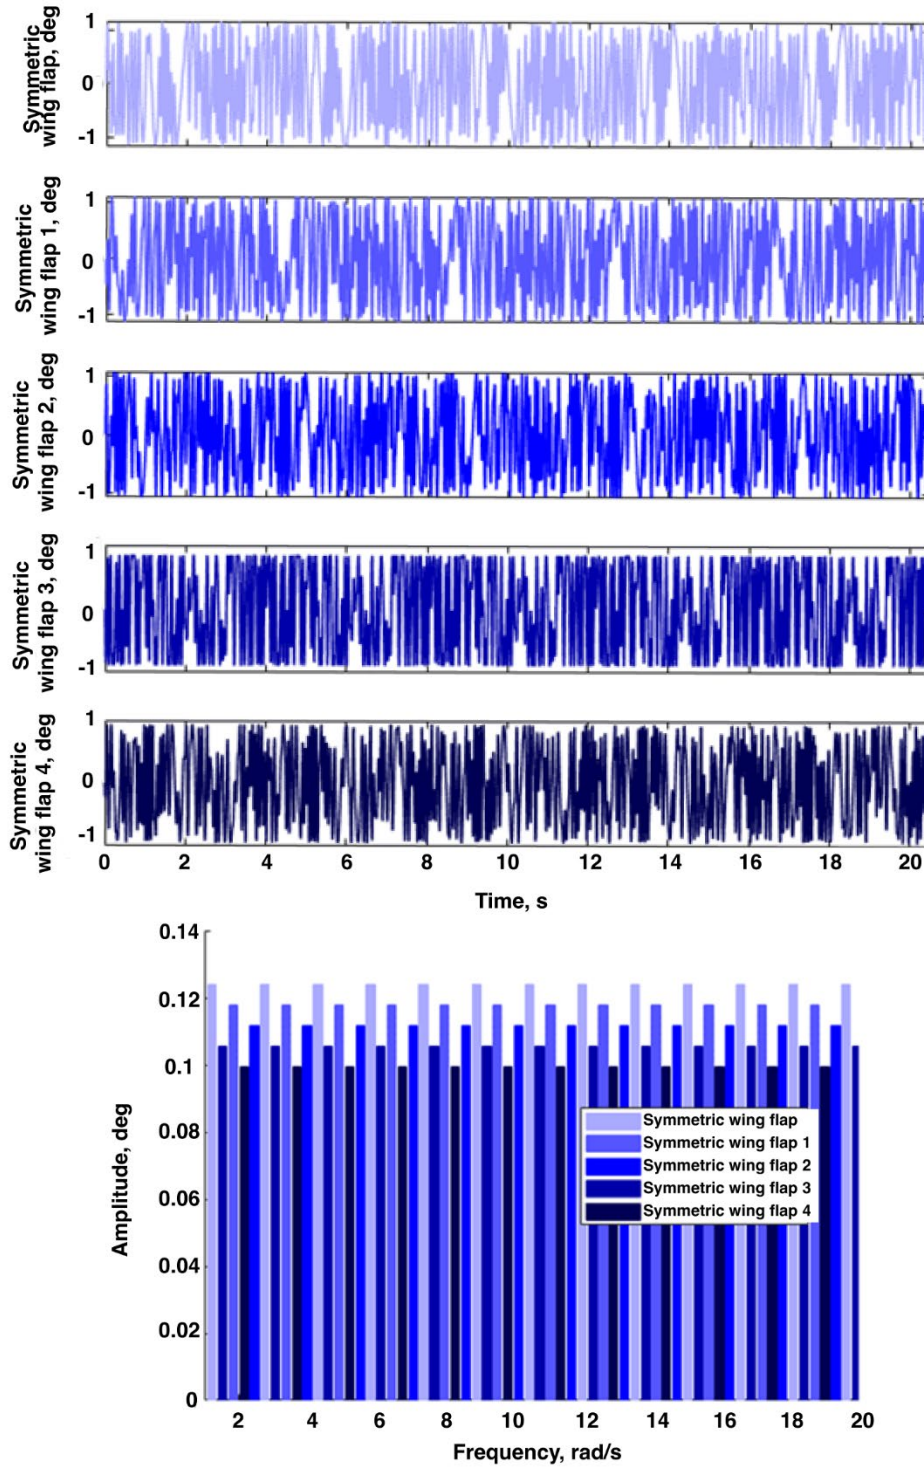 Symmetric
wing flap, deg
1
0
-1
Symmetric
wing flap 1, deg
1
0
-1
Symmetric
wing flap 2, deg
1
0
-1
Symmetric
wing flap 3, deg
1
0
-1
Symmetric
wing flap 4, deg
1
0
-1
0 2 4 6 8 10 12 14 16 18 20
Time, s
Amplitude, deg
0.14
0.12
0.1
0.08
0.06
0.04
0.02
0
Symmetric wing flap
Symmetric wing flap 1
Symmetric wing flap 2
Symmetric wing flap 3
Symmetric wing flap 4
2 4 6 8 10 12 14 16 18 20
Frequency, rad/s